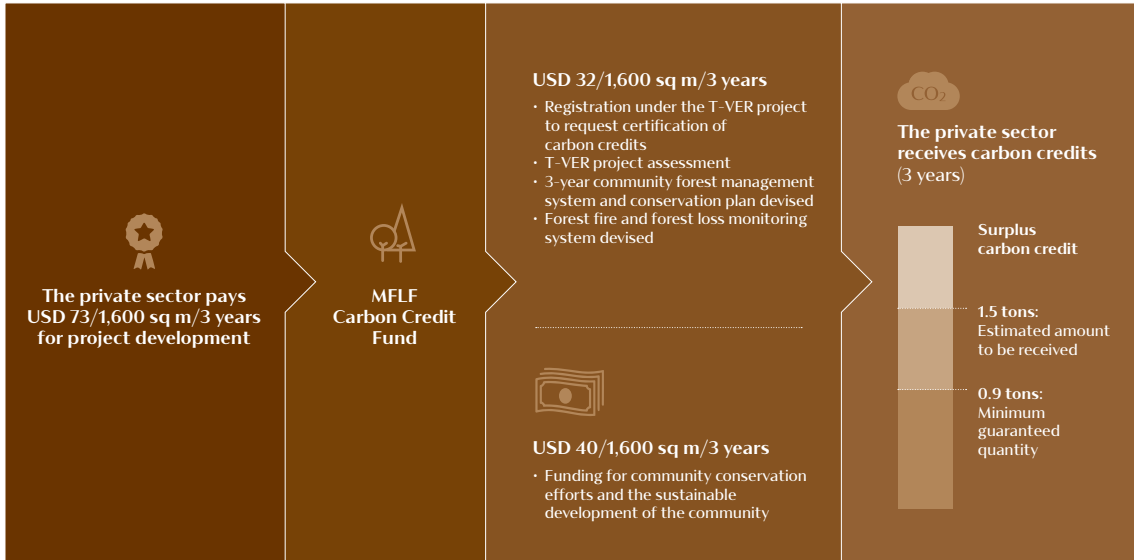 The private sector pays
USD 73/1,600 sq m/3 years
for project development
MFLF
Carbon Credit
Fund
USD 32/1,600 sq m/3 years
• Registration under the T-VER project
to request certification of
carbon credits
• T-VER project assessment
• 3-year community forest management
system and conservation plan devised
• Forest fire and forest loss monitoring
system devised
USD 40/1,600 sq m/3 years
• Funding for community conservation
efforts and the sustainable
development of the community
CO₂
The private sector
receives carbon credits
(3 years)
Surplus
carbon credit
1.5 tons:
Estimated amount
to be received
0.9 tons:
Minimum
guaranteed
quantity